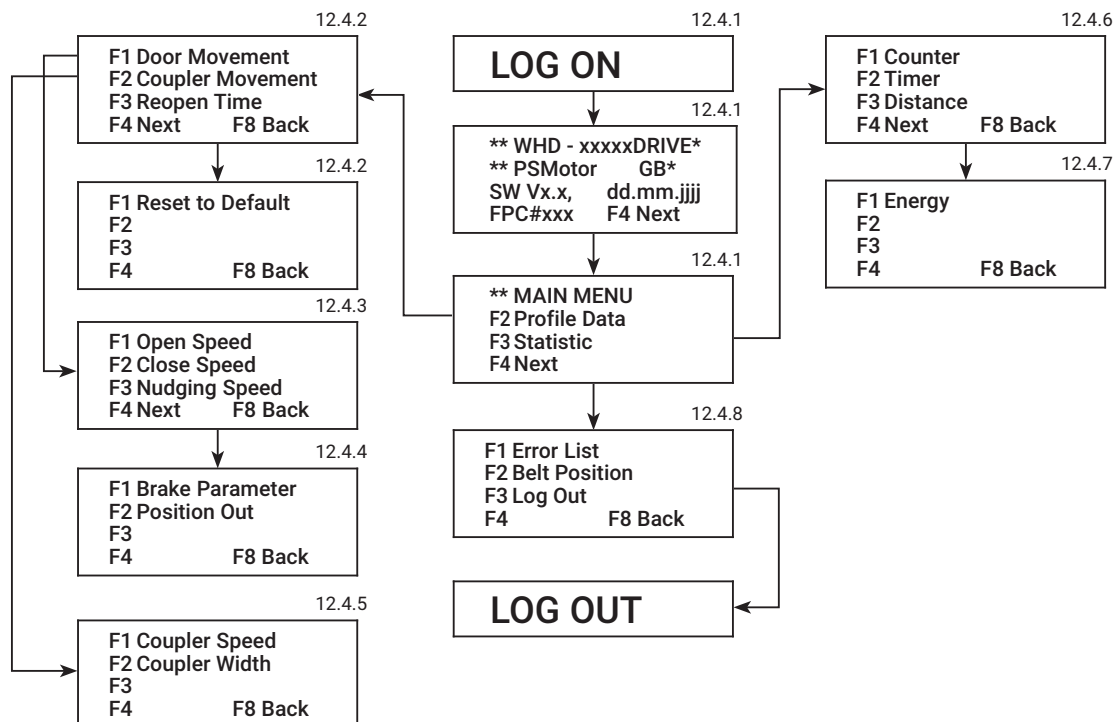 12.4.2
F1 Door Movement
F2 Coupler Movement
F3 Reopen Time
F4 Next F8 Back
12.4.2
F1 Reset to Default
F2
F3
F4 F8 Back
12.4.3
F1 Open Speed
F2 Close Speed
F3 Nudging Speed
F4 Next F8 Back
12.4.4
F1 Brake Parameter
F2 Position Out
F3
F4 F8 Back
12.4.5
F1 Coupler Speed
F2 Coupler Width
F3
F4 F8 Back
12.4.1
LOG ON
12.4.1
** WHD - xxxxxDRIVE*
** PSMotor GB*
SW Vx.x, dd.mm.jjjj
FPC#xxx F4 Next
12.4.1
** MAIN MENU
F2 Profile Data
F3 Statistic
F4 Next
12.4.8
F1 Error List
F2 Belt Position
F3 Log Out
F4 F8 Back
LOG OUT
12.4.6
F1 Counter
F2 Timer
F3 Distance
F4 Next F8 Back
12.4.7
F1 Energy
F2
F3
F4 F8 Back